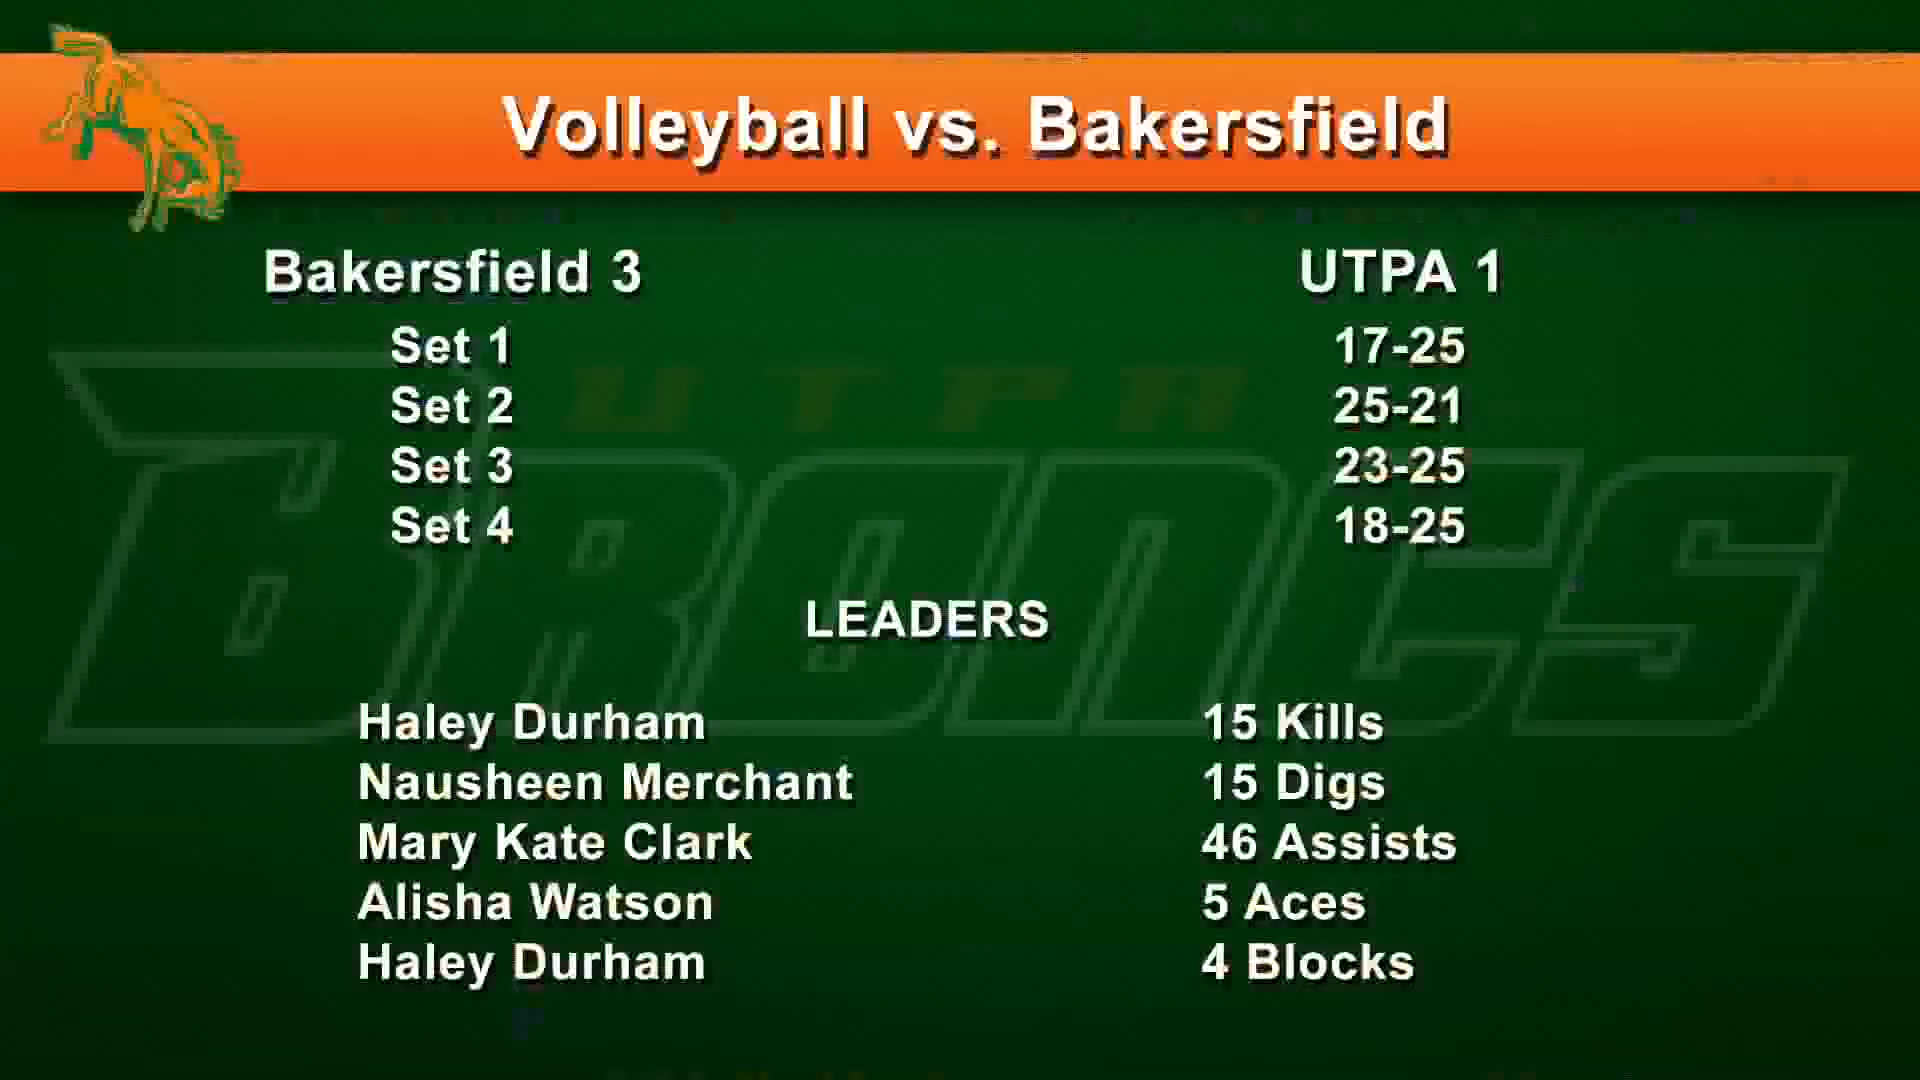 Volleyball vs. Bakersfield
Bakersfield 3 UTPA 1
Set 1 17-25
Set 2 25-21
Set 3 23-25
Set 4 18-25
UTPA
BRONCS
LEADERS
Haley Durham 15 Kills
Nausheen Merchant 15 Digs
Mary Kate Clark 46 Assists
Alisha Watson 5 Aces
Haley Durham 4 Blocks